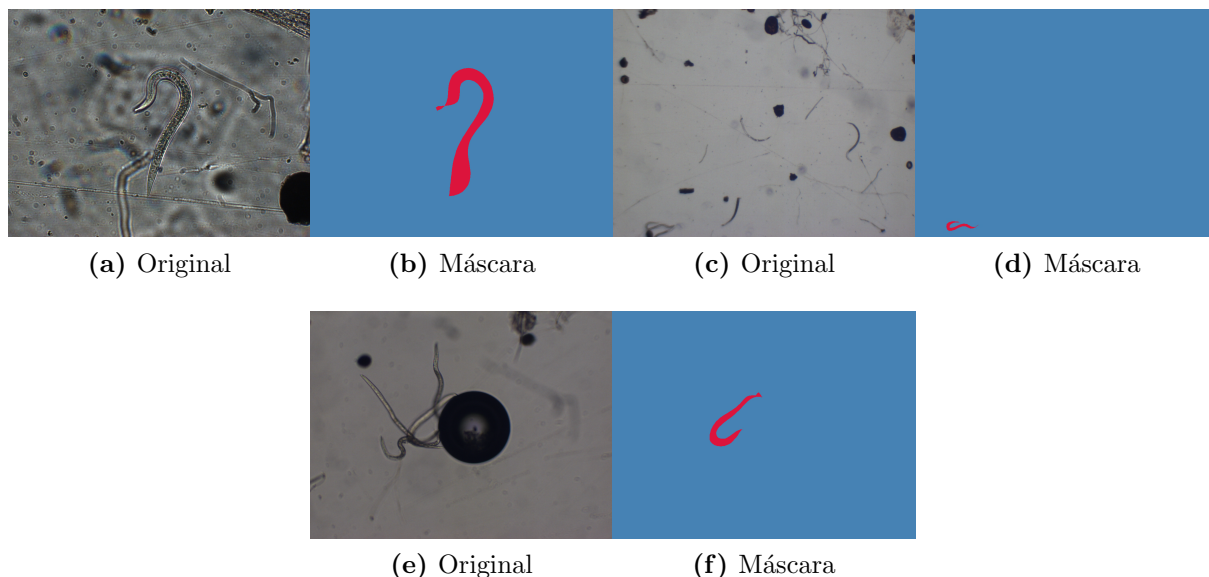 (a) Original
(b) Máscara
(c) Original
(d) Máscara
(e) Original
(f) Máscara